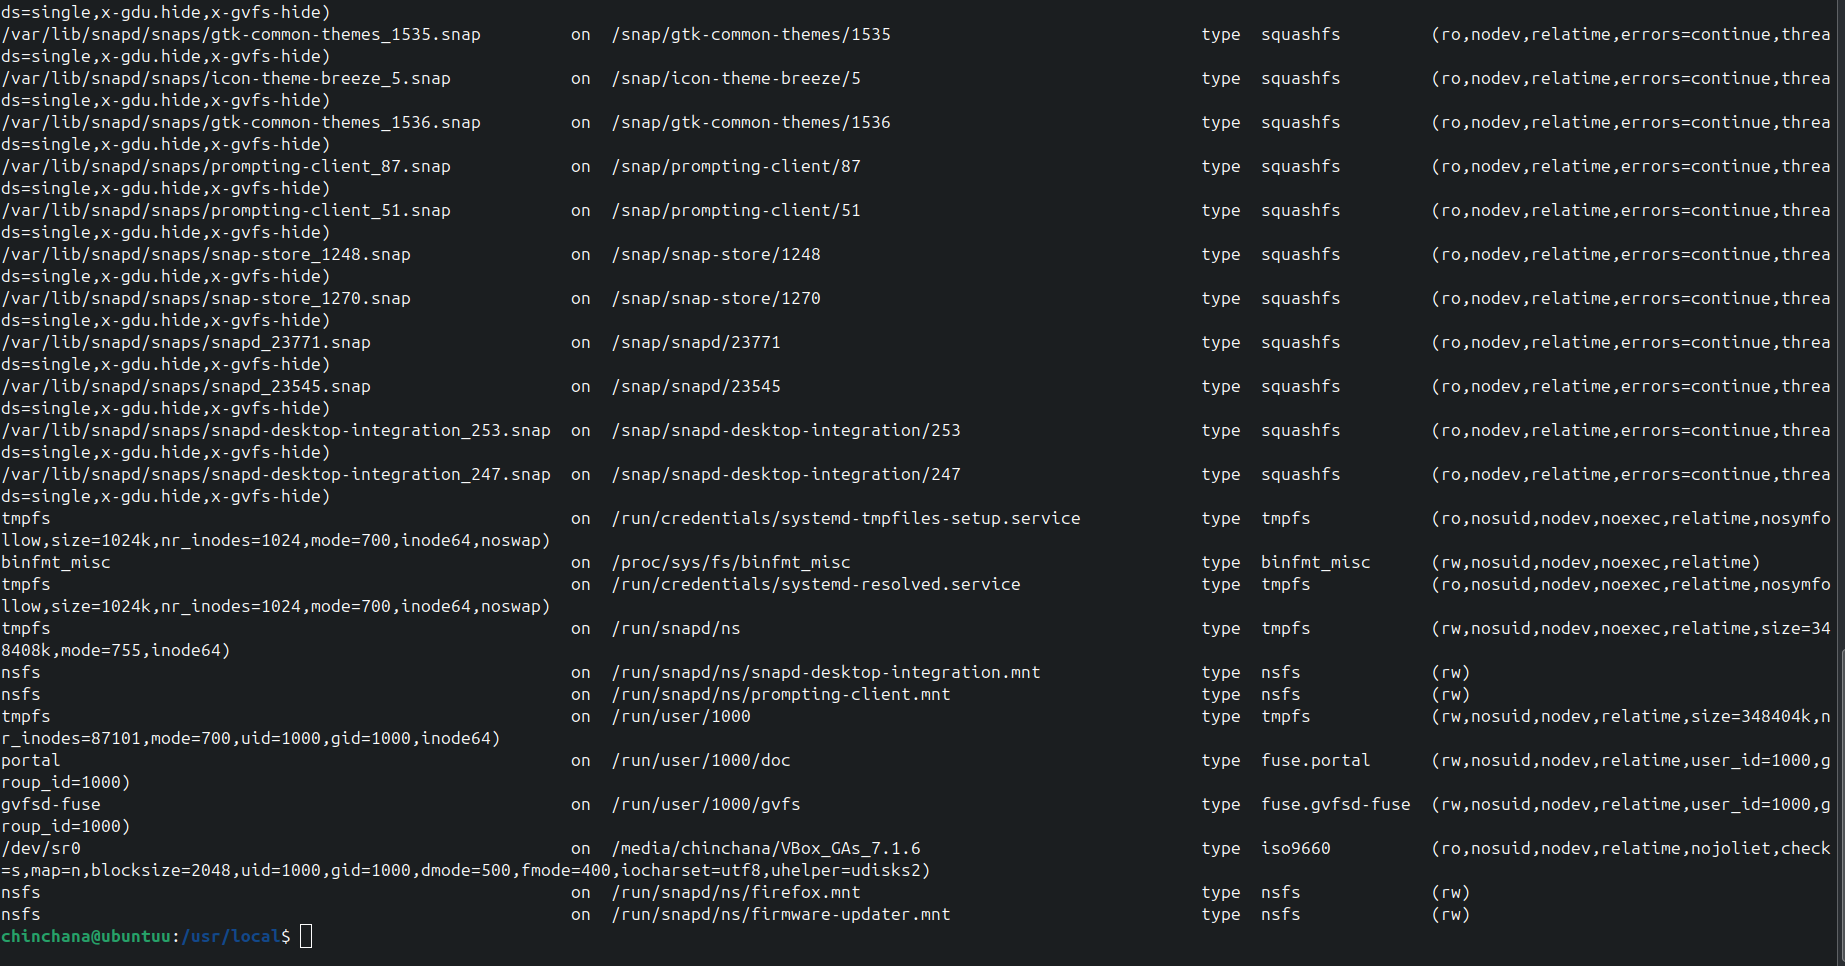 ds=single,x-gdu.hide,x-gvfs-hide)
/var/lib/snapd/snaps/gtk-common-themes_1535.snap on /snap/gtk-common-themes/1535 type squashfs (ro,nodev,relatime,errors=continue,threa
ds=single,x-gdu.hide,x-gvfs-hide)
/var/lib/snapd/snaps/icon-theme-breeze_5.snap on /snap/icon-theme-breeze/5 type squashfs (ro,nodev,relatime,errors=continue,threa
ds=single,x-gdu.hide,x-gvfs-hide)
/var/lib/snapd/snaps/gtk-common-themes_1536.snap on /snap/gtk-common-themes/1536 type squashfs (ro,nodev,relatime,errors=continue,threa
ds=single,x-gdu.hide,x-gvfs-hide)
/var/lib/snapd/snaps/prompting-client_87.snap on /snap/prompting-client/87 type squashfs (ro,nodev,relatime,errors=continue,threa
ds=single,x-gdu.hide,x-gvfs-hide)
/var/lib/snapd/snaps/prompting-client_51.snap on /snap/prompting-client/51 type squashfs (ro,nodev,relatime,errors=continue,threa
ds=single,x-gdu.hide,x-gvfs-hide)
/var/lib/snapd/snaps/snap-store_1248.snap on /snap/snap-store/1248 type squashfs (ro,nodev,relatime,errors=continue,threa
ds=single,x-gdu.hide,x-gvfs-hide)
/var/lib/snapd/snaps/snap-store_1270.snap on /snap/snap-store/1270 type squashfs (ro,nodev,relatime,errors=continue,threa
ds=single,x-gdu.hide,x-gvfs-hide)
/var/lib/snapd/snaps/snapd_23771.snap on /snap/snapd/23771 type squashfs (ro,nodev,relatime,errors=continue,threa
ds=single,x-gdu.hide,x-gvfs-hide)
/var/lib/snapd/snaps/snapd_23545.snap on /snap/snapd/23545 type squashfs (ro,nodev,relatime,errors=continue,threa
ds=single,x-gdu.hide,x-gvfs-hide)
/var/lib/snapd/snaps/snapd-desktop-integration_253.snap on /snap/snapd-desktop-integration/253 type squashfs (ro,nodev,relatime,errors=continue,threa
ds=single,x-gdu.hide,x-gvfs-hide)
/var/lib/snapd/snaps/snapd-desktop-integration_247.snap on /snap/snapd-desktop-integration/247 type squashfs (ro,nodev,relatime,errors=continue,threa
ds=single,x-gdu.hide,x-gvfs-hide)
tmpfs on /run/credentials/systemd-tmpfiles-setup.service type tmpfs (ro,nosuid,nodev,noexec,relatime,nosymfo
llow,size=1024k,nr_inodes=1024,mode=700,inode64,noswap)
binfmt_misc on /proc/sys/fs/binfmt_misc type binfmt_misc (rw,nosuid,nodev,noexec,relatime)
tmpfs on /run/credentials/systemd-resolved.service type tmpfs (ro,nosuid,nodev,noexec,relatime,nosymfo
llow,size=1024k,nr_inodes=1024,mode=700,inode64,noswap)
tmpfs on /run/snapd/ns type tmpfs (rw,nosuid,nodev,noexec,relatime,size=34
8408k,mode=755,inode64)
nsfs on /run/snapd/ns/snapd-desktop-integration.mnt type nsfs (rw)
nsfs on /run/snapd/ns/prompting-client.mnt type nsfs (rw)
tmpfs on /run/user/1000 type tmpfs (rw,nosuid,nodev,relatime,size=348404k,n
r_inodes=87101,mode=700,uid=1000,gid=1000,inode64)
portal on /run/user/1000/doc type fuse.portal (rw,nosuid,nodev,relatime,user_id=1000,g
roup_id=1000)
gvfsd-fuse on /run/user/1000/gvfs type fuse.gvfsd-fuse (rw,nosuid,nodev,relatime,user_id=1000,g
roup_id=1000)
/dev/sr0 on /media/chinchana/VBox_GAs_7.1.6 type iso9660 (ro,nosuid,nodev,relatime,nojoliet,check
=s,map=n,blocksize=2048,uid=1000,gid=1000,dmode=500,fmode=400,iocharset=utf8,uhelper=udisks2)
nsfs on /run/snapd/ns/firefox.mnt type nsfs (rw)
nsfs on /run/snapd/ns/firmware-updater.mnt type nsfs (rw)
chinchana@ubuntuu:/usr/local$